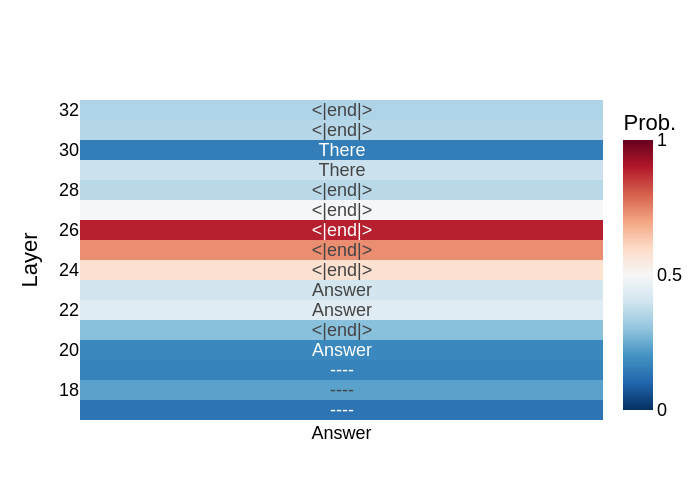 Prob.
32 <|end|> 1
<|end|>
30 There
There
28 <|end|>
<|end|>
26 <|end|>
<|end|>
24 <|end|> 0.5
Answer
22 Answer
<|end|>
20 Answer
----
18 ----
---- 0
Layer
Answer